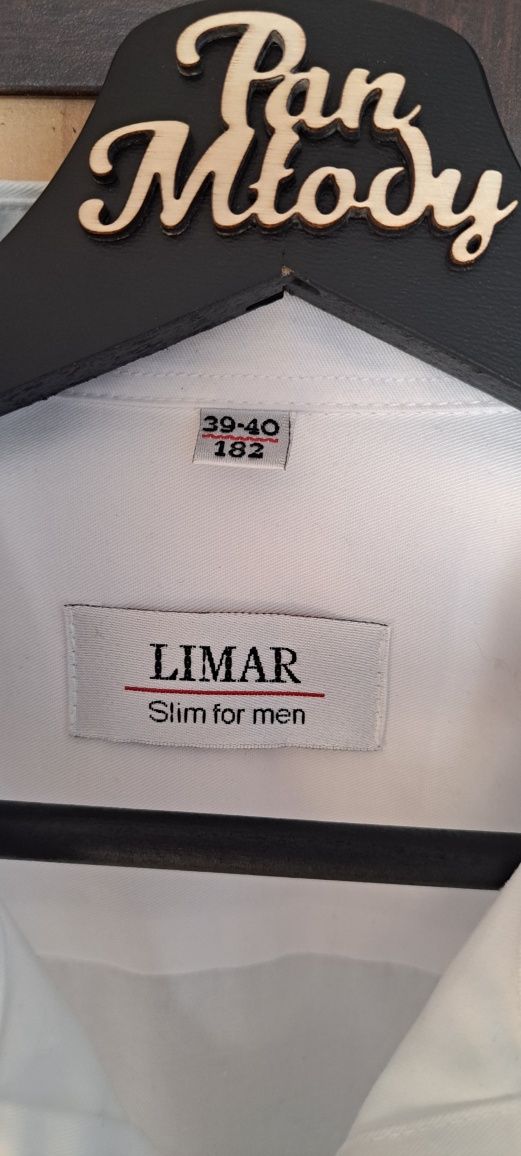 Pan
Młody
39-40
182
LIMAR
Slim for men